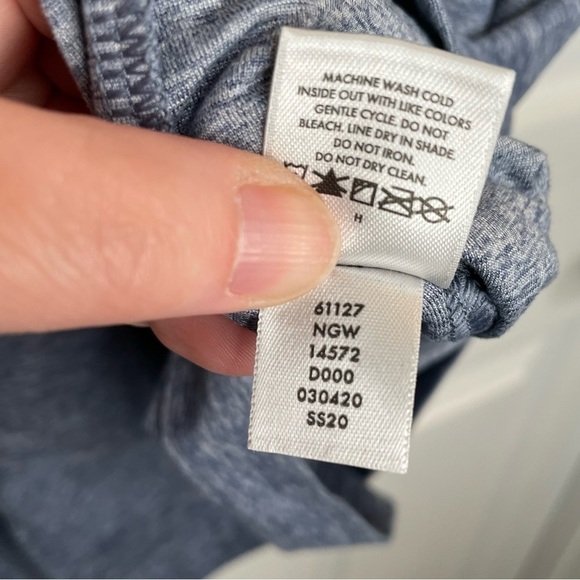 MACHINE WASH COLD
INSIDE OUT WITH LIKE COLORS
GENTLE CYCLE. DO NOT
BLEACH. LINE DRY IN SHADE.
DO NOT IRON.
DO NOT DRY CLEAN.
H
61127
NGW
14572
D000
030420
SS20